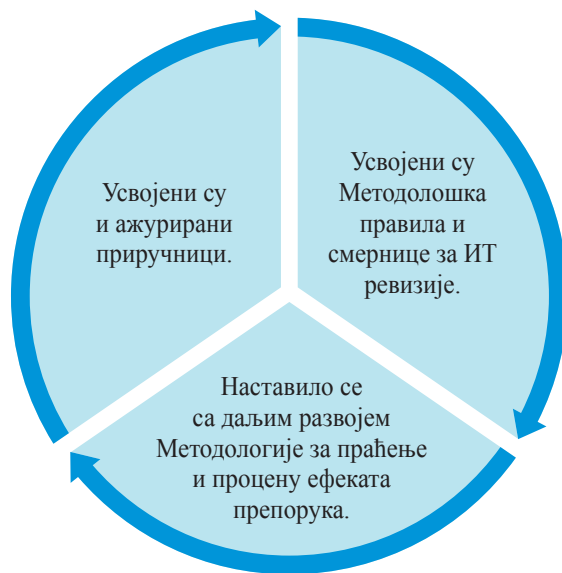 Усвојени су
и ажурирани
приручници.
Усвојени су
Методолошка
правила и
смернице за ИТ
ревизије.
Наставило се
са даљим развојем
Методологије за праћење
и процену ефеката
препорука.